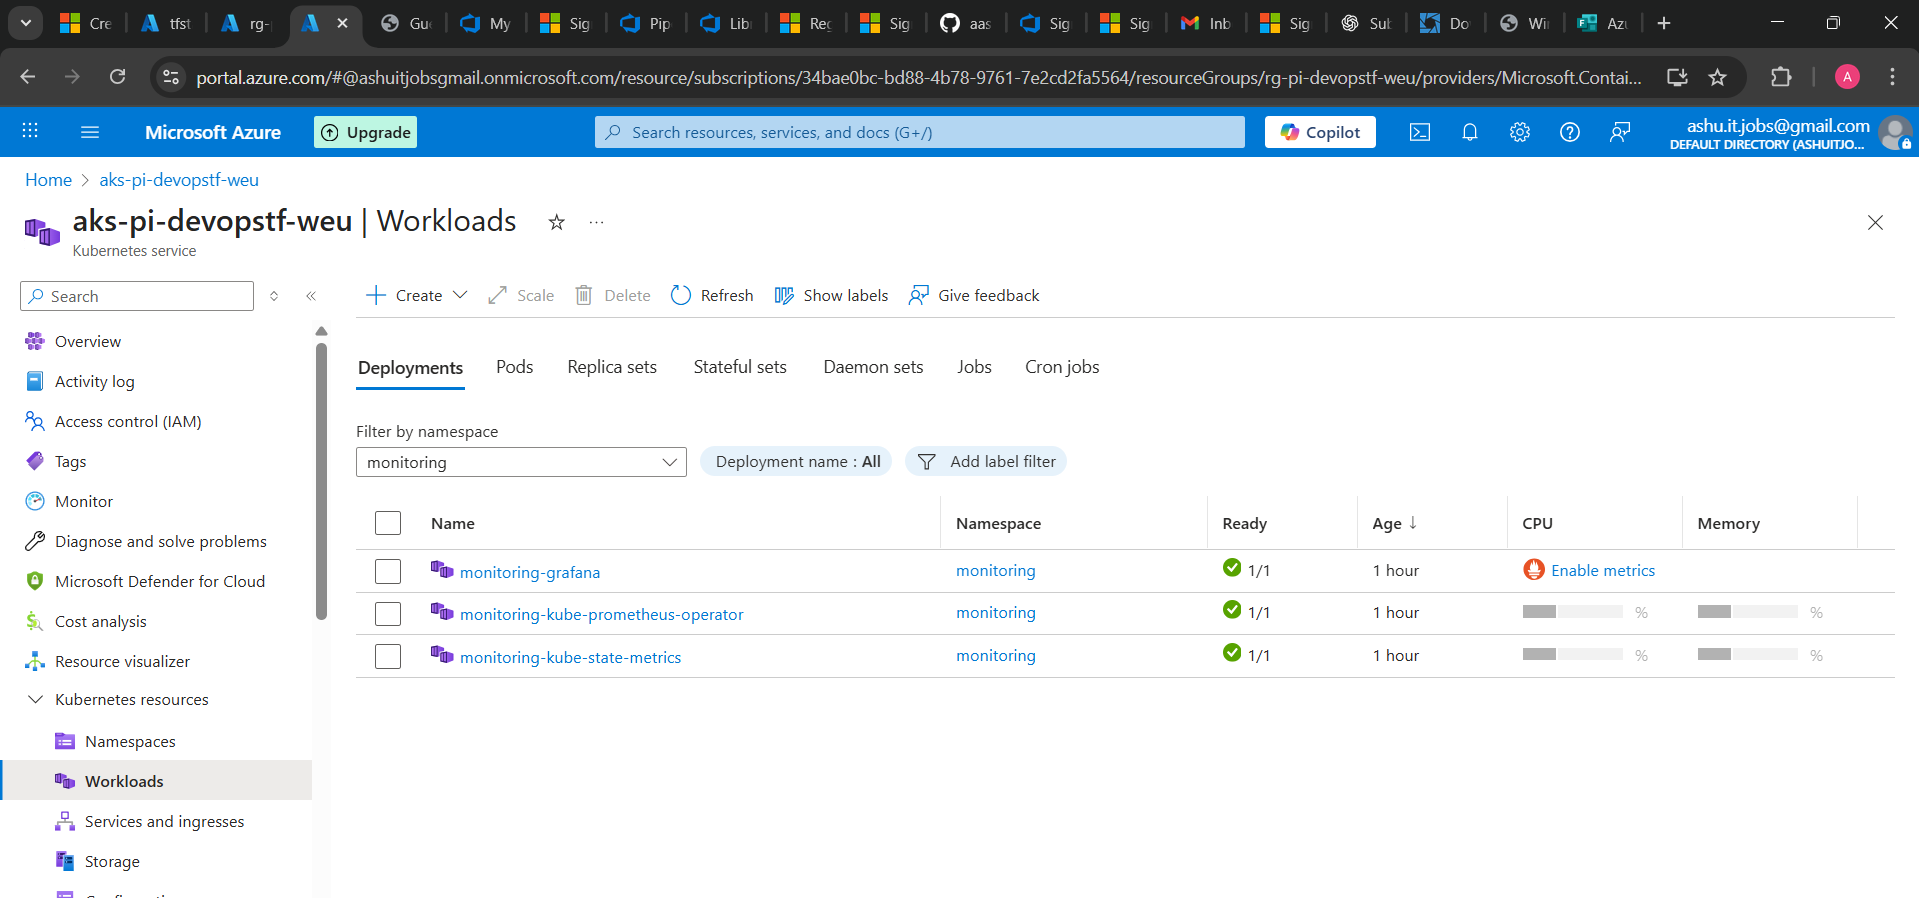 Cre
tfst
rg-
Gu
My
Sig
Pip
Libr
Reg
Sig
aas
Sig
Sig
Inb
Sig
Sub
Do
Wi
Azu
portal.azure.com/#@ashuitjobsgmail.onmicrosoft.com/resource/subscriptions/34bae0bc-bd88-4b78-9761-7e2cd2fa5564/resourceGroups/rg-pi-devopstf-weu/providers/Microsoft.Contai...
A
Microsoft Azure
Upgrade
Search resources, services, and docs (G+/)
Copilot
ashu.it.jobs@gmail.com
DEFAULT DIRECTORY (ASHUITJO...
Home > aks-pi-devopstf-weu
aks-pi-devopstf-weu | Workloads
Kubernetes service
Search
Overview
Activity log
Access control (IAM)
Tags
Monitor
Diagnose and solve problems
Microsoft Defender for Cloud
Cost analysis
Resource visualizer
Kubernetes resources
Namespaces
Workloads
Services and ingresses
Storage
Create
Scale
Delete
Refresh
Show labels
Give feedback
Deployments Pods Replica sets Stateful sets Daemon sets Jobs Cron jobs
Filter by namespace
monitoring
Deployment name : All
Add label filter
Name Namespace Ready Age ↓ CPU Memory
monitoring-grafana monitoring 1/1 1 hour Enable metrics
monitoring-kube-prometheus-operator monitoring 1/1 1 hour % %
monitoring-kube-state-metrics monitoring 1/1 1 hour % %